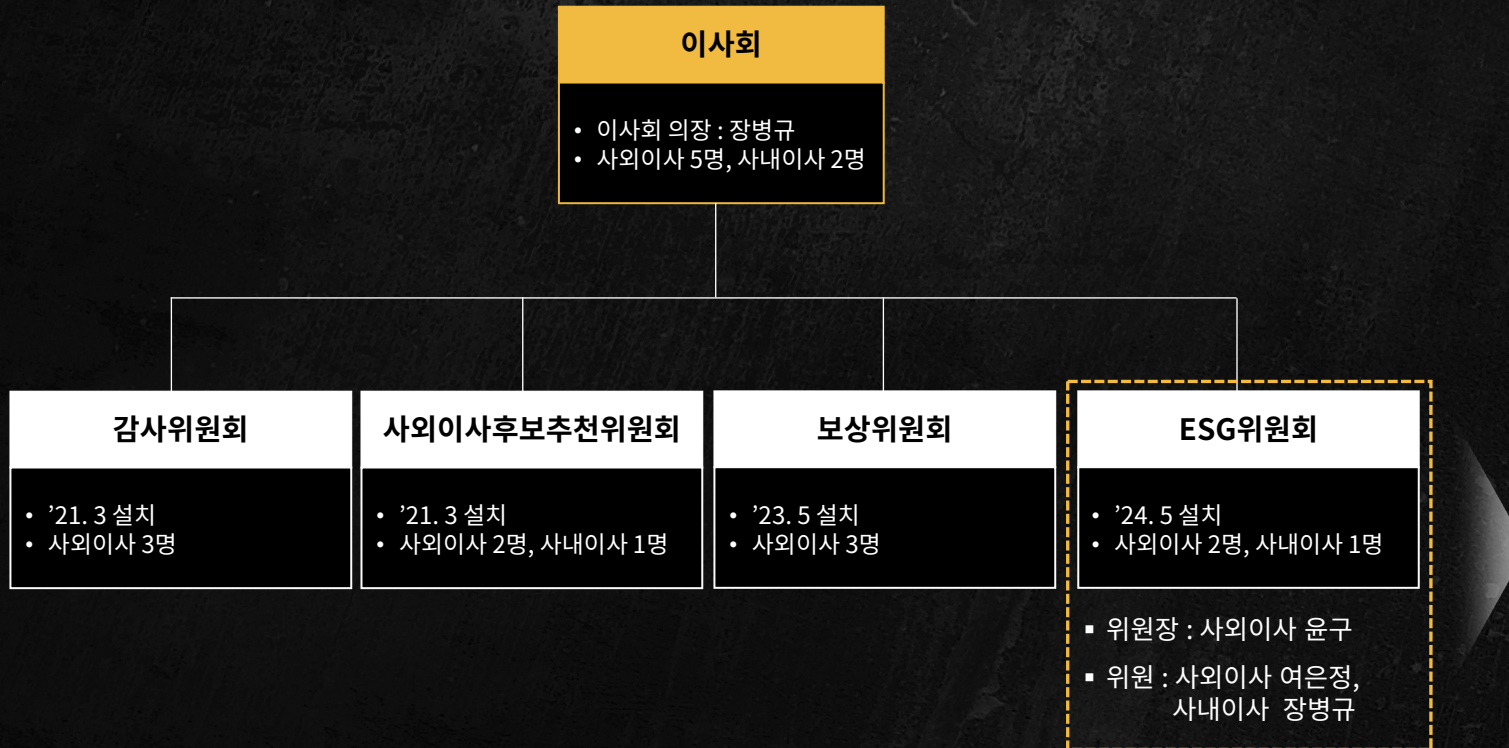 이사회
• 이사회 의장 : 장병규
• 사외이사 5명, 사내이사 2명
감사위원회
• ’21. 3 설치
• 사외이사 3명
사외이사후보추천위원회
• ’21. 3 설치
• 사외이사 2명, 사내이사 1명
보상위원회
• ’23. 5 설치
• 사외이사 3명
ESG위원회
• ’24. 5 설치
• 사외이사 2명, 사내이사 1명
▪ 위원장 : 사외이사 윤구
▪ 위원 : 사외이사 여은정,
사내이사 장병규